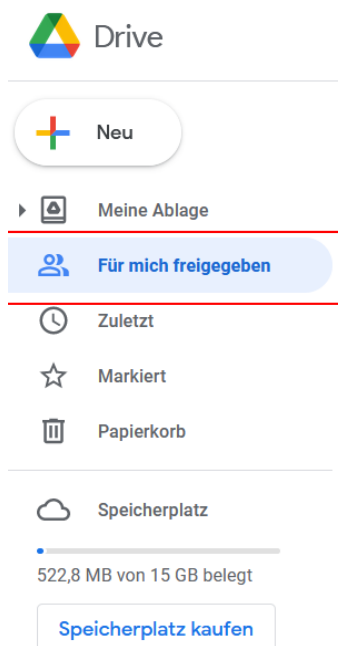 Drive
Neu
Meine Ablage
Für mich freigegeben
Zuletzt
Markiert
Papierkorb
Speicherplatz
522,8 MB von 15 GB belegt
Speicherplatz kaufen